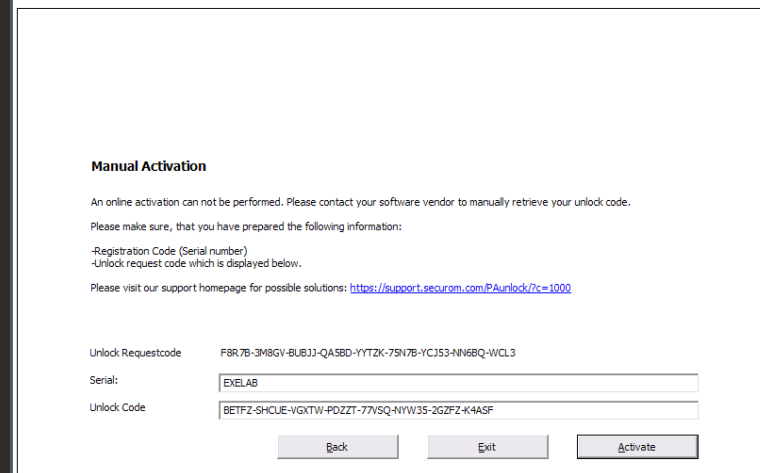 Manual Activation
An online activation can not be performed. Please contact your software vendor to manually retrieve your unlock code.
Please make sure, that you have prepared the following information:
-Registration Code (Serial number)
-Unlock request code which is displayed below.
Please visit our support homepage for possible solutions: https://support.securom.com/PAunlock/?c=1000
Unlock Requestcode F8R7B-3M8GV-BUBJJ-QA5BD-YYTZK-75N7B-YCJ53-NN6BQ-WCL3
Serial: EXELAB
Unlock Code BETFZ-SHCUE-VGXTW-PDZZT-77VSQ-NYW35-2GZFZ-K4ASF
Back Exit Activate